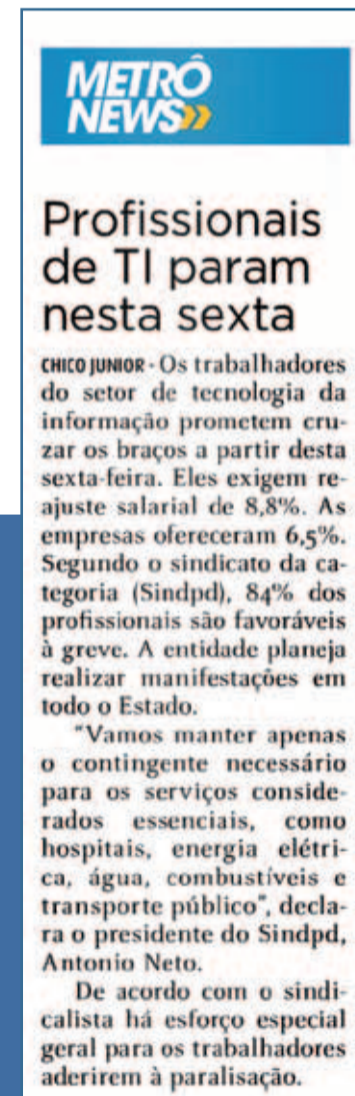 METRÔ
NEWS»
Profissionais
de TI param
nesta sexta
CHICO JUNIOR - Os trabalhadores
do setor de tecnologia da
informação prometem cru-
zar os braços a partir desta
sexta-feira. Eles exigem re-
ajuste salarial de 8,8%. As
empresas ofereceram 6,5%.
Segundo o sindicato da ca-
tegoria (Sindpd), 84% dos
profissionais são favoráveis
à greve. A entidade planeja
realizar manifestações em
todo o Estado.
"Vamos manter apenas
o contingente necessário
para os serviços conside-
rados essenciais, como
hospitais, energia elétri-
ca, água, combustíveis e
transporte público", decla-
ra o presidente do Sindpd,
Antonio Neto.
De acordo com o sindi-
calista há esforço especial
geral para os trabalhadores
aderirem à paralisação.